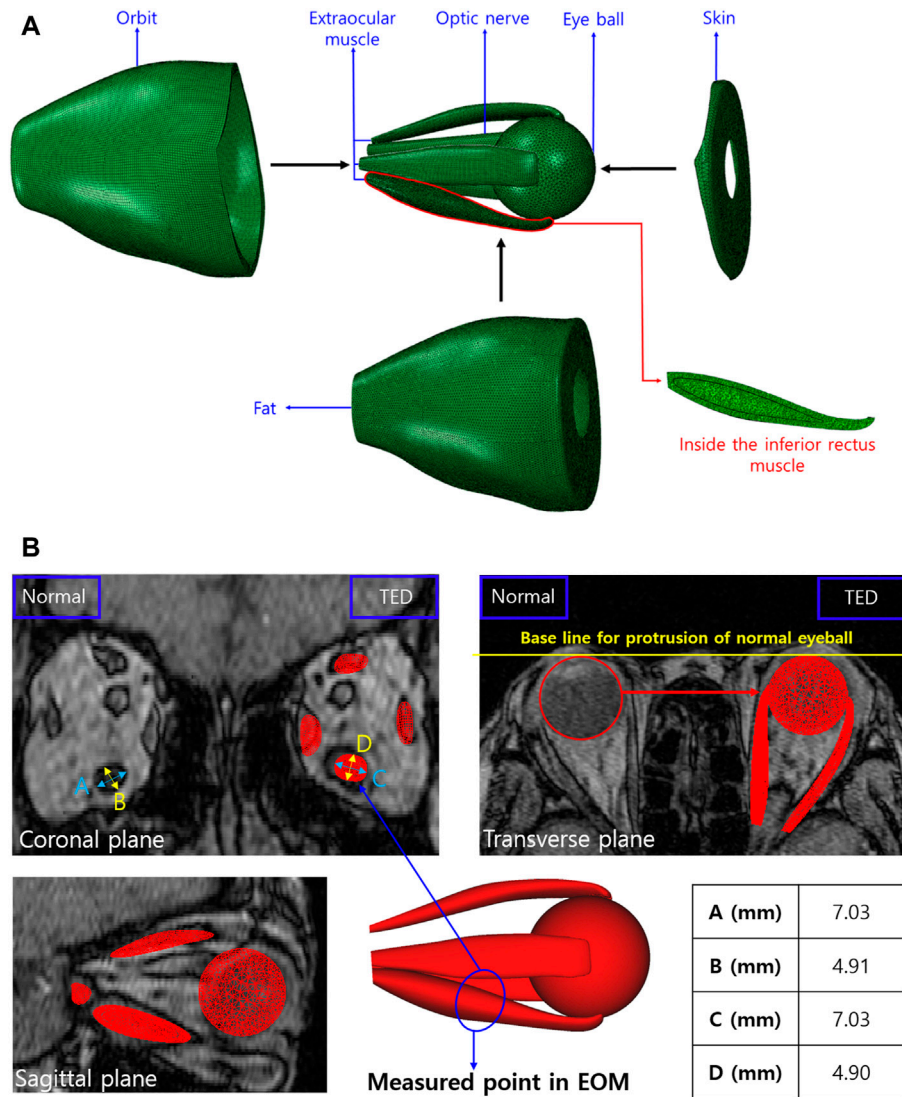 A
Orbit
Extraocular
muscle
Optic nerve
Eye ball
Skin
Fat
Inside the inferior rectus
muscle
B
Normal
TED
A
B
D
C
Coronal plane
Normal
TED
Base line for protrusion of normal eyeball
Transverse plane
Sagittal plane
Measured point in EOM
A (mm) 7.03
B (mm) 4.91
C (mm) 7.03
D (mm) 4.90